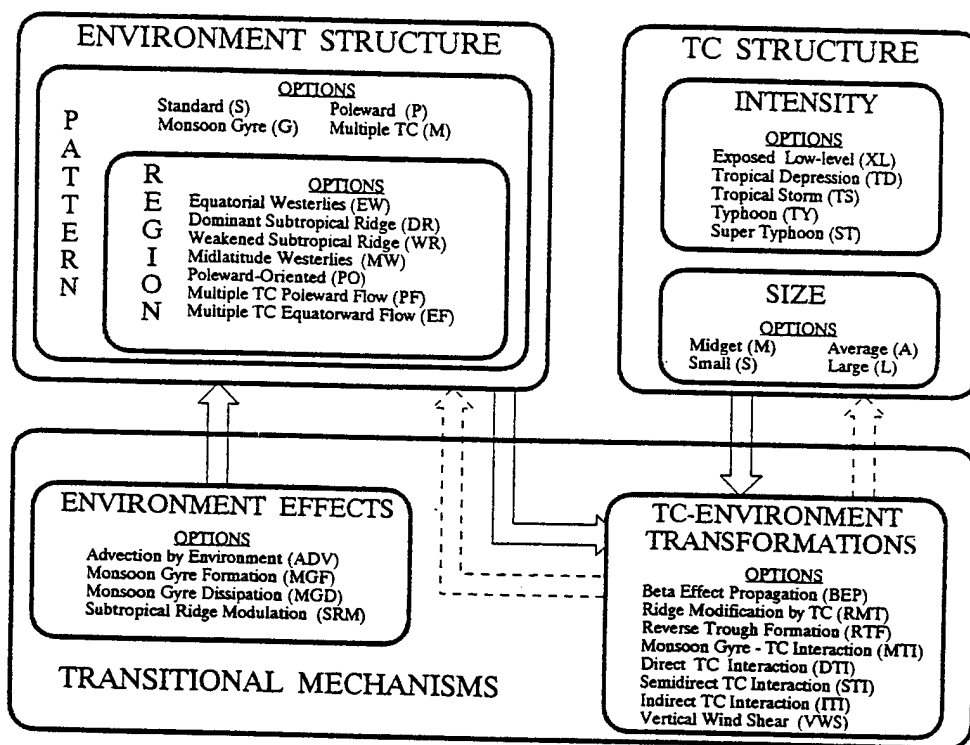 ENVIRONMENT STRUCTURE
PATTERN
OPTIONS
Standard (S) Poleward (P)
Monsoon Gyre (G) Multiple TC (M)
REGION
OPTIONS
Equatorial Westerlies (EW)
Dominant Subtropical Ridge (DR)
Weakened Subtropical Ridge (WR)
Midlatitude Westerlies (MW)
Poleward-Oriented (PO)
Multiple TC Poleward Flow (PF)
Multiple TC Equatorward Flow (EF)
TC STRUCTURE
INTENSITY
OPTIONS
Exposed Low-level (XL)
Tropical Depression (TD)
Tropical Storm (TS)
Typhoon (TY)
Super Typhoon (ST)
SIZE
OPTIONS
Midget (M) Average (A)
Small (S) Large (L)
ENVIRONMENT EFFECTS
OPTIONS
Advection by Environment (ADV)
Monsoon Gyre Formation (MGF)
Monsoon Gyre Dissipation (MGD)
Subtropical Ridge Modulation (SRM)
TC-ENVIRONMENT
TRANSFORMATIONS
OPTIONS
Beta Effect Propagation (BEP)
Ridge Modification by TC (RMT)
Reverse Trough Formation (RTF)
Monsoon Gyre - TC Interaction (MTI)
Direct TC Interaction (DTI)
Semidirect TC Interaction (STI)
Indirect TC Interaction (ITI)
Vertical Wind Shear (VWS)
TRANSITIONAL MECHANISMS